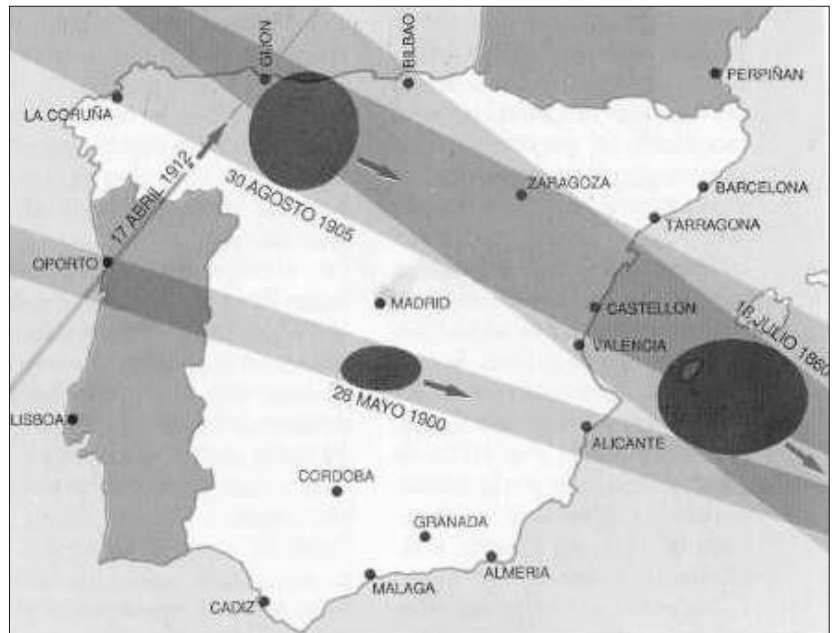 GIJON
BILBAO
PERPIÑAN
LA CORUÑA
17 ABRIL 1912
30 AGOSTO 1905
ZARAGOZA
BARCELONA
TARRAGONA
OPORTO
MADRID
CASTELLON
18 JULIO 1860
VALENCIA
28 MAYO 1900
LISBOA
ALICANTE
CORDOBA
GRANADA
ALMERIA
MALAGA
CADIZ